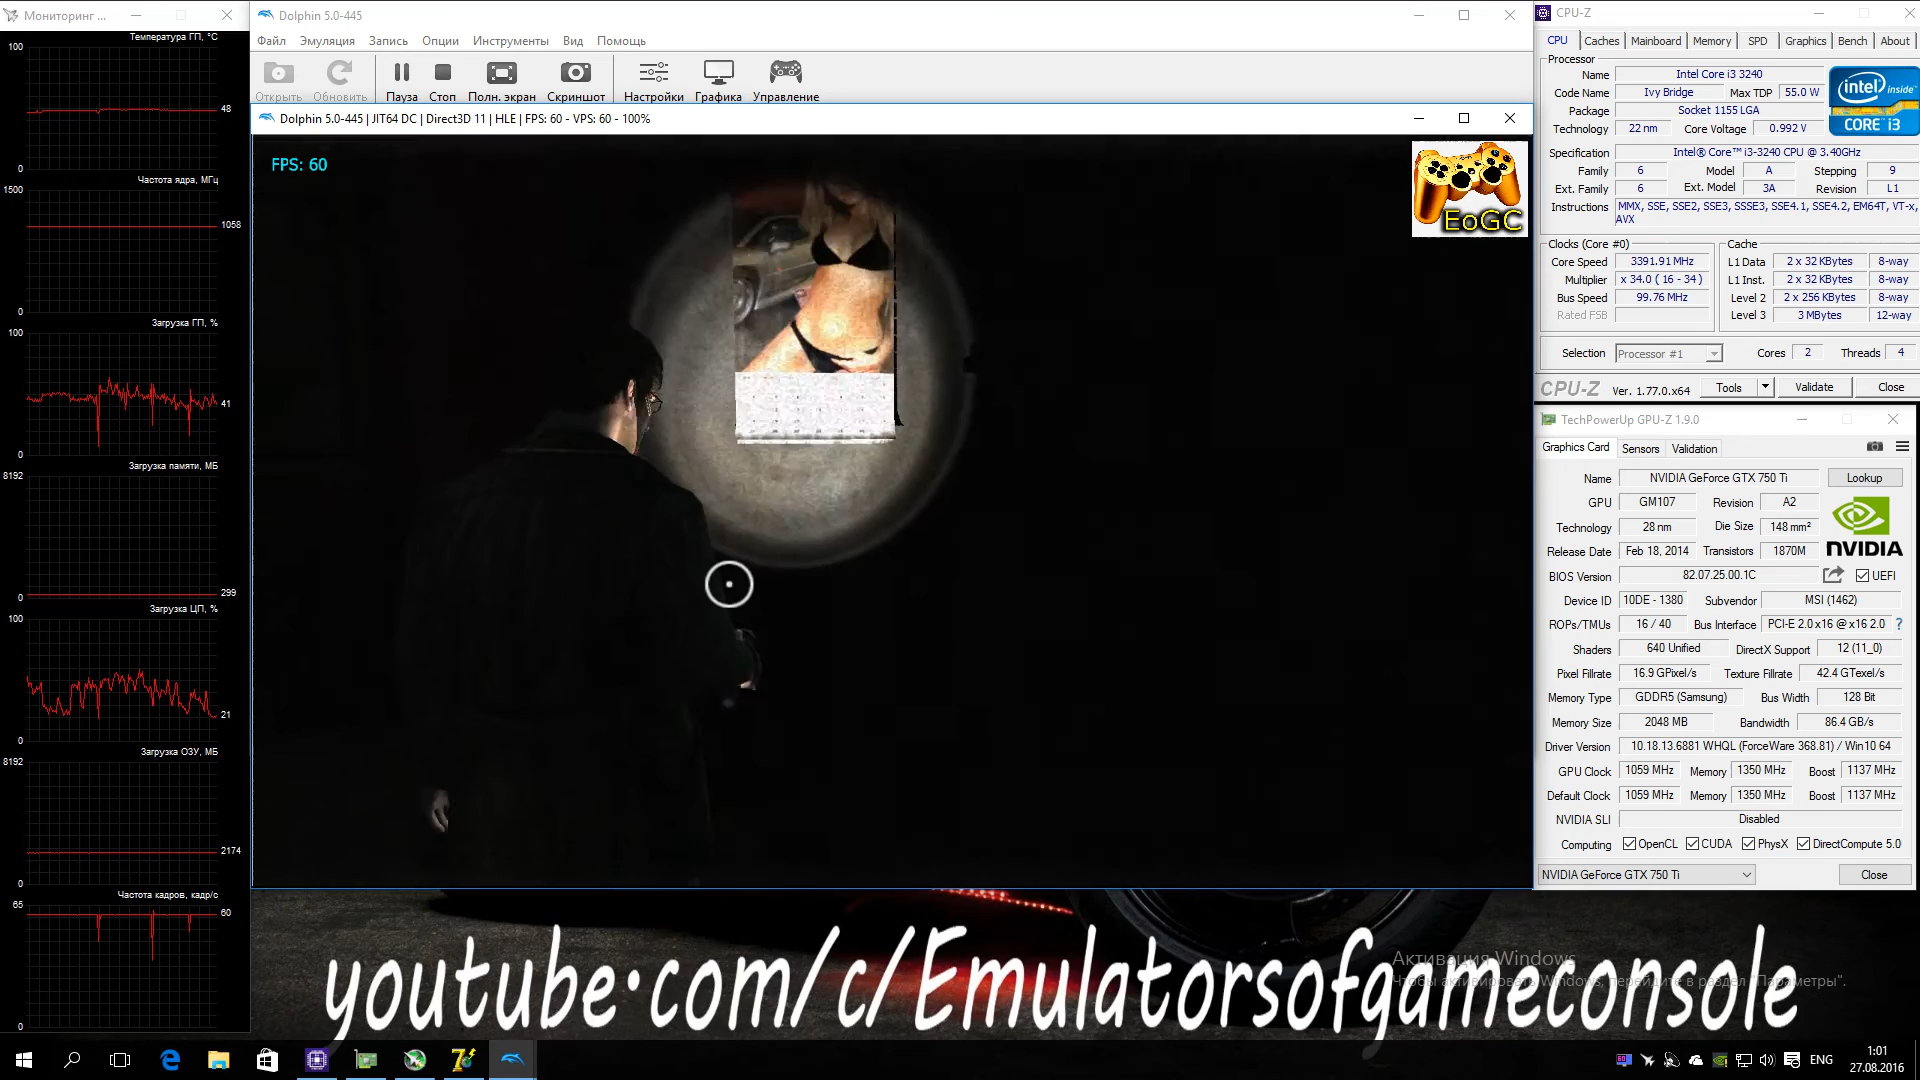 Мониторинг ...
Температура ГП, °C
100
48
0
Частота ядра, МГц
1500
1058
0
Загрузка ГП, %
100
41
0
Загрузка памяти, МБ
8192
299
0
Загрузка ЦП, %
100
21
0
Загрузка ОЗУ, МБ
8192
2174
0
Частота кадров, кадр/с
65
60
0
Dolphin 5.0-445
Файл Эмуляция Запись Опции Инструменты Вид Помощь
Открыть Обновить Пауза Стоп Полн. экран Скриншот Настройки Графика Управление
Dolphin 5.0-445 | JIT64 DC | Direct3D 11 | HLE | FPS: 60 - VPS: 60 - 100%
FPS: 60
EoGC
CPU-Z
CPU Caches Mainboard Memory SPD Graphics Bench About
Processor
Name Intel Core i3 3240
Code Name Ivy Bridge Max TDP 55.0 W
Package Socket 1155 LGA
Technology 22 nm Core Voltage 0.992 V
intel inside™
CORE i3
Specification Intel® Core™ i3-3240 CPU @ 3.40GHz
Family 6 Model A Stepping 9
Ext. Family 6 Ext. Model 3A Revision L1
Instructions MMX, SSE, SSE2, SSE3, SSSE3, SSE4.1, SSE4.2, EM64T, VT-x,
AVX
Clocks (Core #0) Cache
Core Speed 3391.91 MHz L1 Data 2 x 32 KBytes 8-way
Multiplier x 34.0 ( 16 - 34 ) L1 Inst. 2 x 32 KBytes 8-way
Bus Speed 99.76 MHz Level 2 2 x 256 KBytes 8-way
Rated FSB Level 3 3 MBytes 12-way
Selection Processor #1 Cores 2 Threads 4
CPU-Z Ver. 1.77.0.x64 Tools Validate Close
TechPowerUp GPU-Z 1.9.0
Graphics Card Sensors Validation
Name NVIDIA GeForce GTX 750 Ti Lookup
GPU GM107 Revision A2
Technology 28 nm Die Size 148 mm²
Release Date Feb 18, 2014 Transistors 1870M
NVIDIA
BIOS Version 82.07.25.00.1C UEFI
Device ID 10DE - 1380 Subvendor MSI (1462)
ROPs/TMUs 16 / 40 Bus Interface PCI-E 2.0 x16 @ x16 2.0 ?
Shaders 640 Unified DirectX Support 12 (11_0)
Pixel Fillrate 16.9 GPixel/s Texture Fillrate 42.4 GTexel/s
Memory Type GDDR5 (Samsung) Bus Width 128 Bit
Memory Size 2048 MB Bandwidth 86.4 GB/s
Driver Version 10.18.13.6881 WHQL (ForceWare 368.81) / Win10 64
GPU Clock 1059 MHz Memory 1350 MHz Boost 1137 MHz
Default Clock 1059 MHz Memory 1350 MHz Boost 1137 MHz
NVIDIA SLI Disabled
Computing OpenCL CUDA PhysX DirectCompute 5.0
NVIDIA GeForce GTX 750 Ti Close
youtube.com/c/Emulatorsofgameconsole
Активация Windows
Чтобы активировать Windows, перейдите в раздел "Параметры".
ENG
1:01
27.08.2016